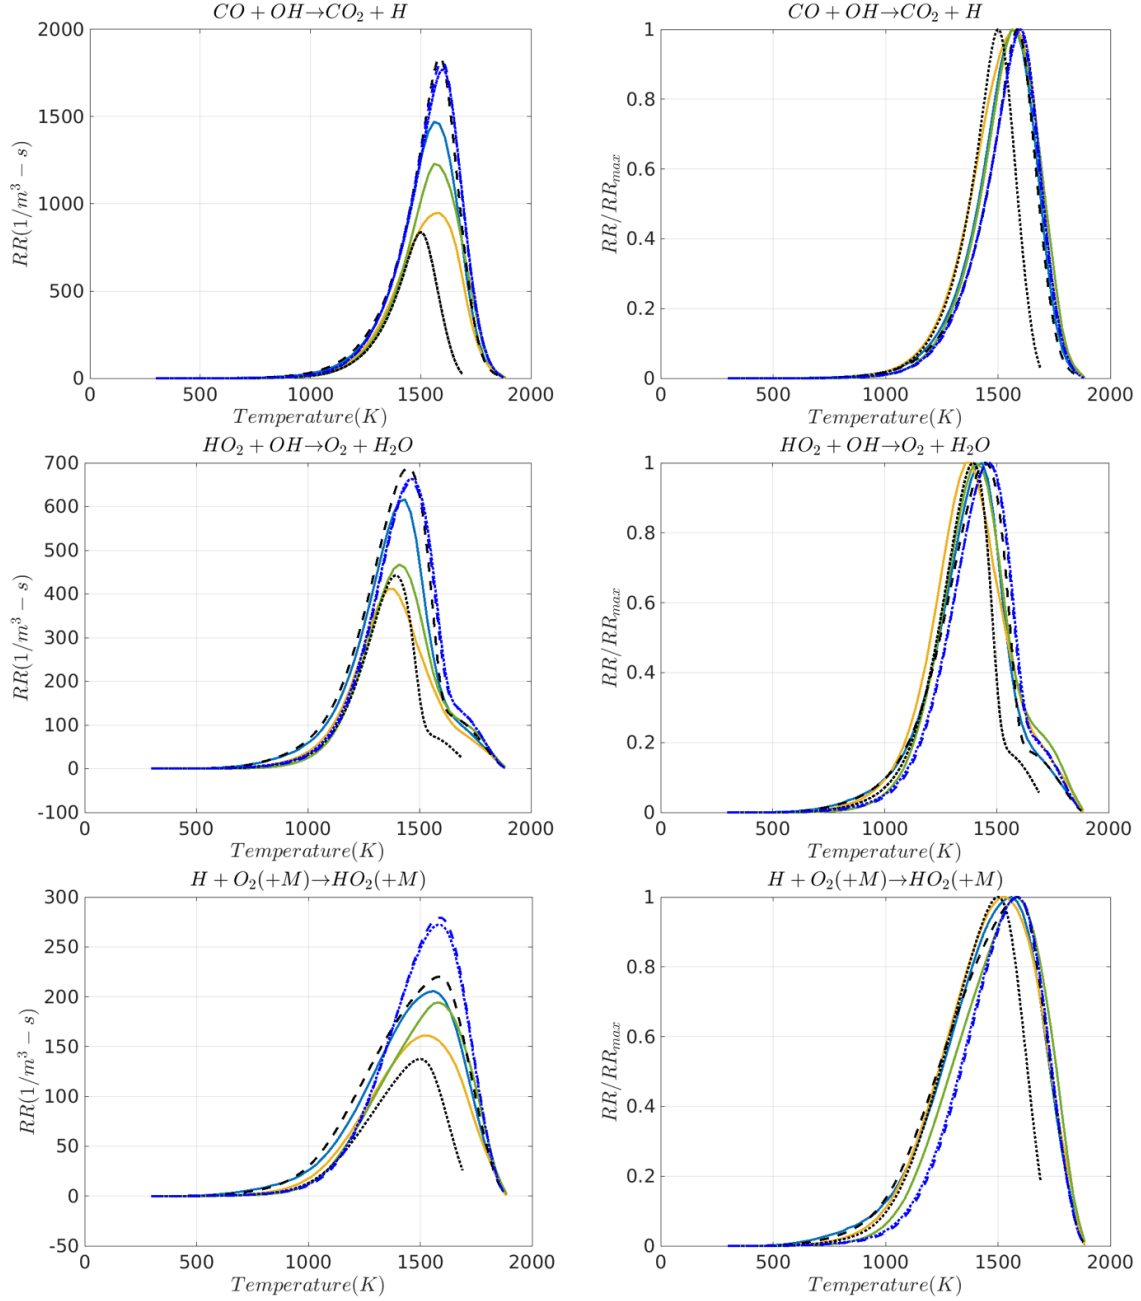 CO + OH→CO₂ + H
2000
1500
1000
500
0
0 500 1000 1500 2000
RR(1/m³ − s)
Temperature(K)
CO + OH→CO₂ + H
1
0.8
0.6
0.4
0.2
0
0 500 1000 1500 2000
RR/RRₘₐₓ
Temperature(K)
HO₂ + OH→O₂ + H₂O
700
600
500
400
300
200
100
0
-100
0 500 1000 1500 2000
RR(1/m³ − s)
Temperature(K)
HO₂ + OH→O₂ + H₂O
1
0.8
0.6
0.4
0.2
0
0 500 1000 1500 2000
RR/RRₘₐₓ
Temperature(K)
H + O₂(+M)→HO₂(+M)
300
250
200
150
100
50
0
-50
0 500 1000 1500 2000
RR(1/m³ − s)
Temperature(K)
H + O₂(+M)→HO₂(+M)
1
0.8
0.6
0.4
0.2
0
0 500 1000 1500 2000
RR/RRₘₐₓ
Temperature(K)